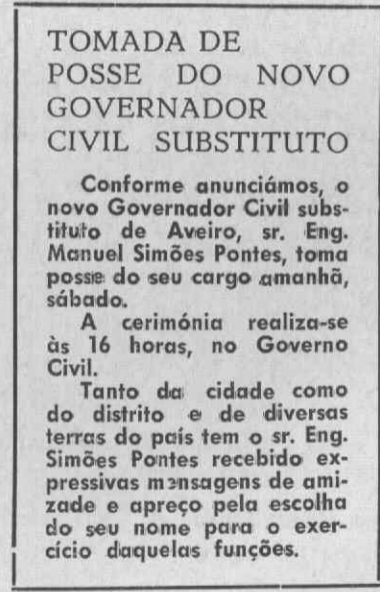 TOMADA DE
POSSE DO NOVO
GOVERNADOR
CIVIL SUBSTITUTO
Conforme anunciámos, o
novo Governador Civil subs-
tituto de Aveiro, sr. Eng.
Manuel Simões Pontes, toma
posse do seu cargo amanhã,
sábado.
A cerimónia realiza-se
às 16 horas, no Governo
Civil.
Tanto da cidade como
do distrito e de diversas
terras do país tem o sr. Eng.
Simões Pontes recebido ex-
pressivas mensagens de ami-
zade e apreço pela escolha
do seu nome para o exer-
cício daquelas funções.